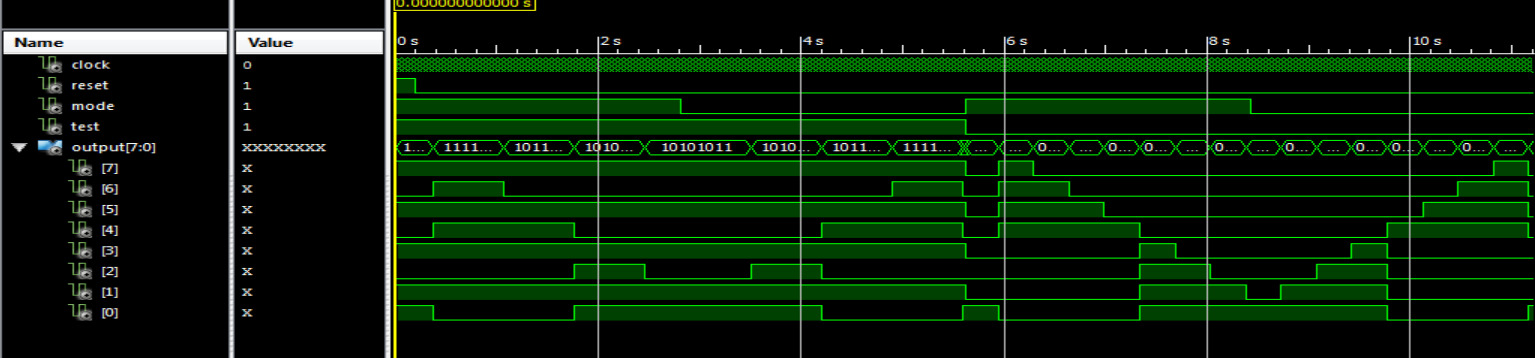 0.000000000000 s
Name Value 0 s 2 s 4 s 6 s 8 s 10 s
clock 0
reset 1
mode 1
test 1
output[7:0] xxxxxxxx 1... 1111... 1011... 1010... 10101011 1010... 1011... 1111... ... ... 0... ... 0... 0... ... 0... ... 0... ... 0... 0... ... 0... ...
[7] x
[6] x
[5] x
[4] x
[3] x
[2] x
[1] x
[0] x